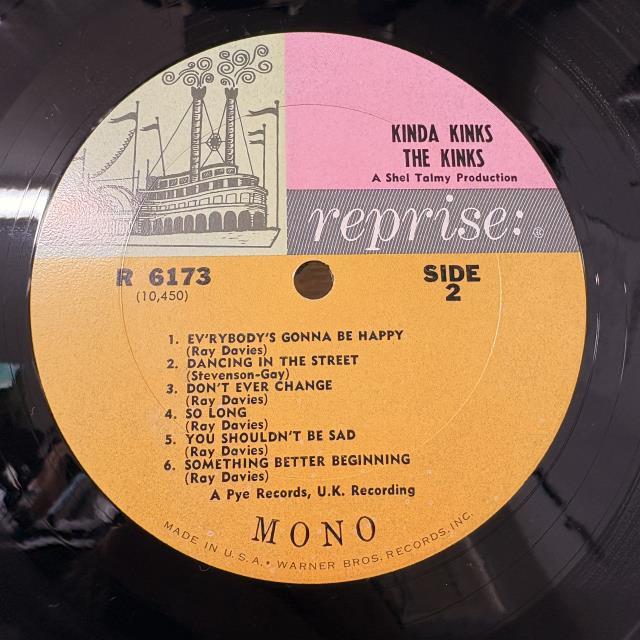 KINDA KINKS
THE KINKS
A Shel Talmy Production
reprise: ®
R 6173
(10,450)
SIDE
2
1. EV'RYBODY'S GONNA BE HAPPY
(Ray Davies)
2. DANCING IN THE STREET
(Stevenson-Gay)
3. DON'T EVER CHANGE
(Ray Davies)
4. SO LONG
(Ray Davies)
5. YOU SHOULDN'T BE SAD
(Ray Davies)
6. SOMETHING BETTER BEGINNING
(Ray Davies)
A Pye Records, U.K. Recording
MONO
MADE IN U.S.A. • WARNER BROS. RECORDS, INC.